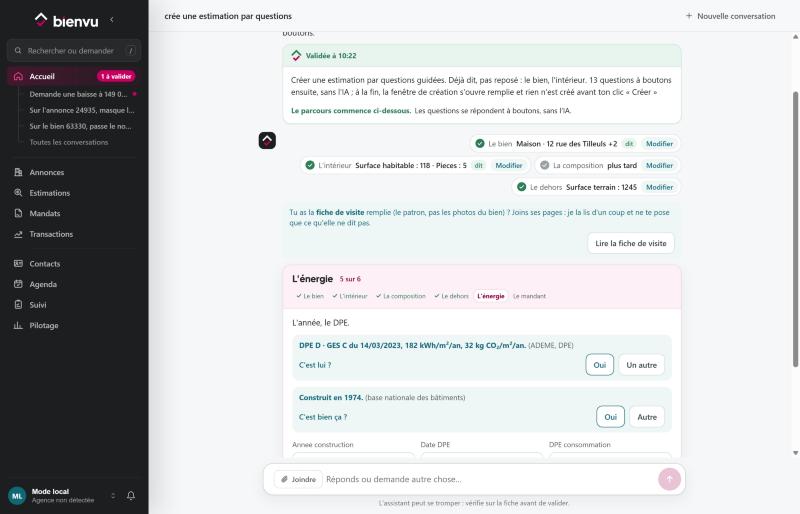 bienvu
crée une estimation par questions
Nouvelle conversation
Rechercher ou demander /
Accueil 1 à valider
Demande une baisse à 149 0...
Sur l'annonce 24935, masque l...
Sur le bien 63330, passe le no...
Toutes les conversations
Annonces
Estimations
Mandats
Transactions
Contacts
Agenda
Suivi
Pilotage
ML Mode local
Agence non détectée
boutons.
Validée à 10:22
Créer une estimation par questions guidées. Déjà dit, pas reposé : le bien, l'intérieur. 13 questions à boutons
ensuite, sans l'IA ; à la fin, la fenêtre de création s'ouvre remplie et rien n'est créé avant ton clic « Créer »
Le parcours commence ci-dessous. Les questions se répondent à boutons, sans l'IA.
Le bien Maison · 12 rue des Tilleuls +2 dit Modifier
L'intérieur Surface habitable : 118 · Pieces : 5 dit Modifier
La composition plus tard Modifier
Le dehors Surface terrain : 1245 Modifier
Tu as la fiche de visite remplie (le patron, pas les photos du bien) ? Joins ses pages : je la lis d'un coup et ne te pose
que ce qu'elle ne dit pas.
Lire la fiche de visite
L'énergie 5 sur 6
Le bien L'intérieur La composition Le dehors L'énergie Le mandant
L'année, le DPE.
DPE D · GES C du 14/03/2023, 182 kWh/m²/an, 32 kg CO₂/m²/an. (ADEME, DPE)
C'est lui ? Oui Un autre
Construit en 1974. (base nationale des bâtiments)
C'est bien ça ? Oui Autre
Annee construction Date DPE DPE consommation
Joindre Réponds ou demande autre chose...
L'assistant peut se tromper : vérifie sur la fiche avant de valider.